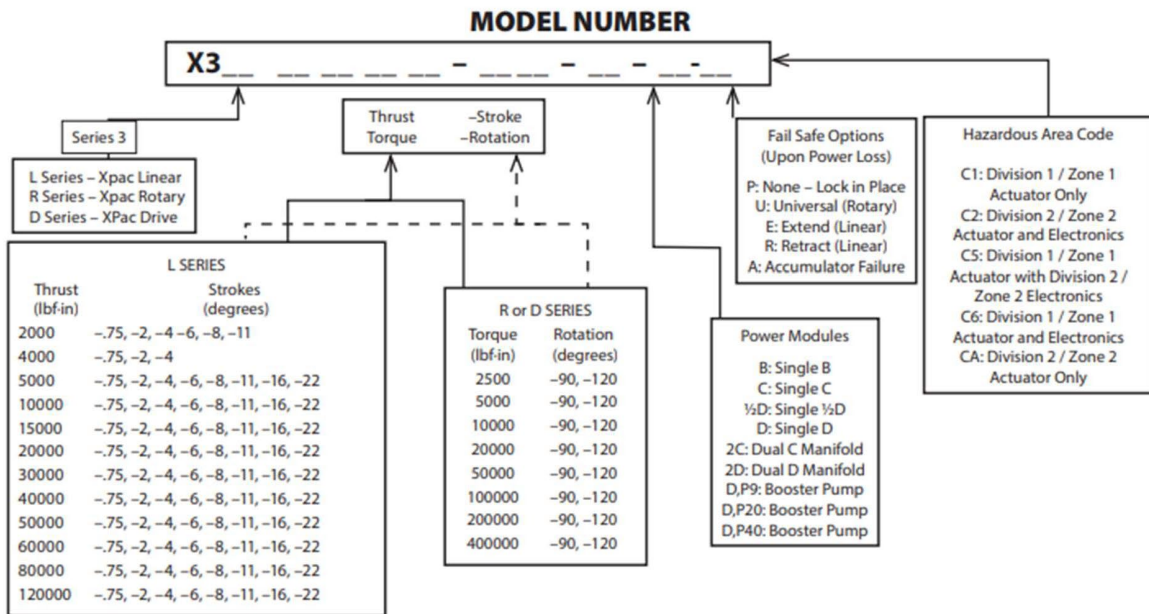 MODEL NUMBER
X3__ __ __ __ __ – __ __ – __ – __-__
Series 3
L Series – Xpac Linear
R Series – Xpac Rotary
D Series – XPac Drive
Thrust –Stroke
Torque –Rotation
Fail Safe Options
(Upon Power Loss)
P: None – Lock in Place
U: Universal (Rotary)
E: Extend (Linear)
R: Retract (Linear)
A: Accumulator Failure
Hazardous Area Code
C1: Division 1 / Zone 1
Actuator Only
C2: Division 2 / Zone 2
Actuator and Electronics
C5: Division 1 / Zone 1
Actuator with Division 2 /
Zone 2 Electronics
C6: Division 1 / Zone 1
Actuator and Electronics
CA: Division 2 / Zone 2
Actuator Only
L SERIES
Thrust Strokes
(lbf-in) (degrees)
2000 –.75, –2, –4 –6, –8, –11
4000 –.75, –2, –4
5000 –.75, –2, –4, –6, –8, –11, –16, –22
10000 –.75, –2, –4, –6, –8, –11, –16, –22
15000 –.75, –2, –4, –6, –8, –11, –16, –22
20000 –.75, –2, –4, –6, –8, –11, –16, –22
30000 –.75, –2, –4, –6, –8, –11, –16, –22
40000 –.75, –2, –4, –6, –8, –11, –16, –22
50000 –.75, –2, –4, –6, –8, –11, –16, –22
60000 –.75, –2, –4, –6, –8, –11, –16, –22
80000 –.75, –2, –4, –6, –8, –11, –16, –22
120000 –.75, –2, –4, –6, –8, –11, –16, –22
R or D SERIES
Torque Rotation
(lbf-in) (degrees)
2500 –90, –120
5000 –90, –120
10000 –90, –120
20000 –90, –120
50000 –90, –120
100000 –90, –120
200000 –90, –120
400000 –90, –120
Power Modules
B: Single B
C: Single C
½D: Single ½D
D: Single D
2C: Dual C Manifold
2D: Dual D Manifold
D,P9: Booster Pump
D,P20: Booster Pump
D,P40: Booster Pump